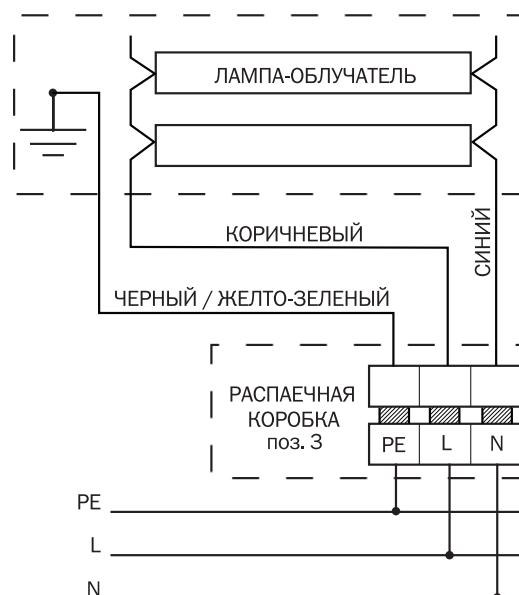 ЛАМПА-ОБЛУЧАТЕЛЬ
КОРИЧНЕВЫЙ
СИНИЙ
ЧЕРНЫЙ / ЖЕЛТО-ЗЕЛЕНЫЙ
РАСПАЕЧНАЯ
КОРОБКА
поз. 3
PE L N
PE
L
N